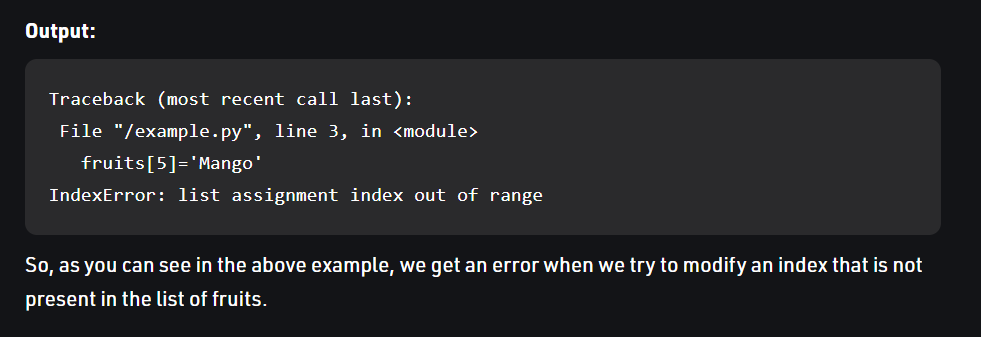 Output:
Traceback (most recent call last):
 File "/example.py", line 3, in <module>
   fruits[5]='Mango'
IndexError: list assignment index out of range
So, as you can see in the above example, we get an error when we try to modify an index that is not
present in the list of fruits.